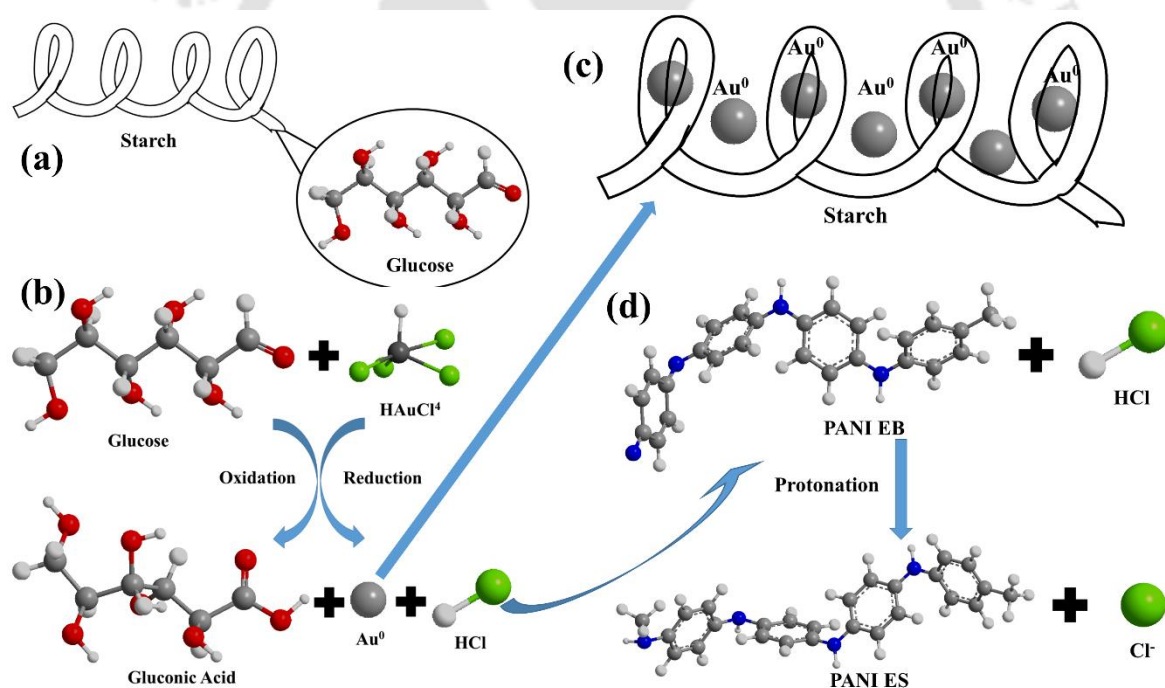 (a)
Starch
Glucose
(b)
Glucose
HAuCl⁴
Oxidation
Reduction
Gluconic Acid
Au⁰
HCl
(c)
Au⁰
Au⁰
Au⁰
Au⁰
Au⁰
Starch
(d)
PANI EB
HCl
Protonation
PANI ES
Cl⁻